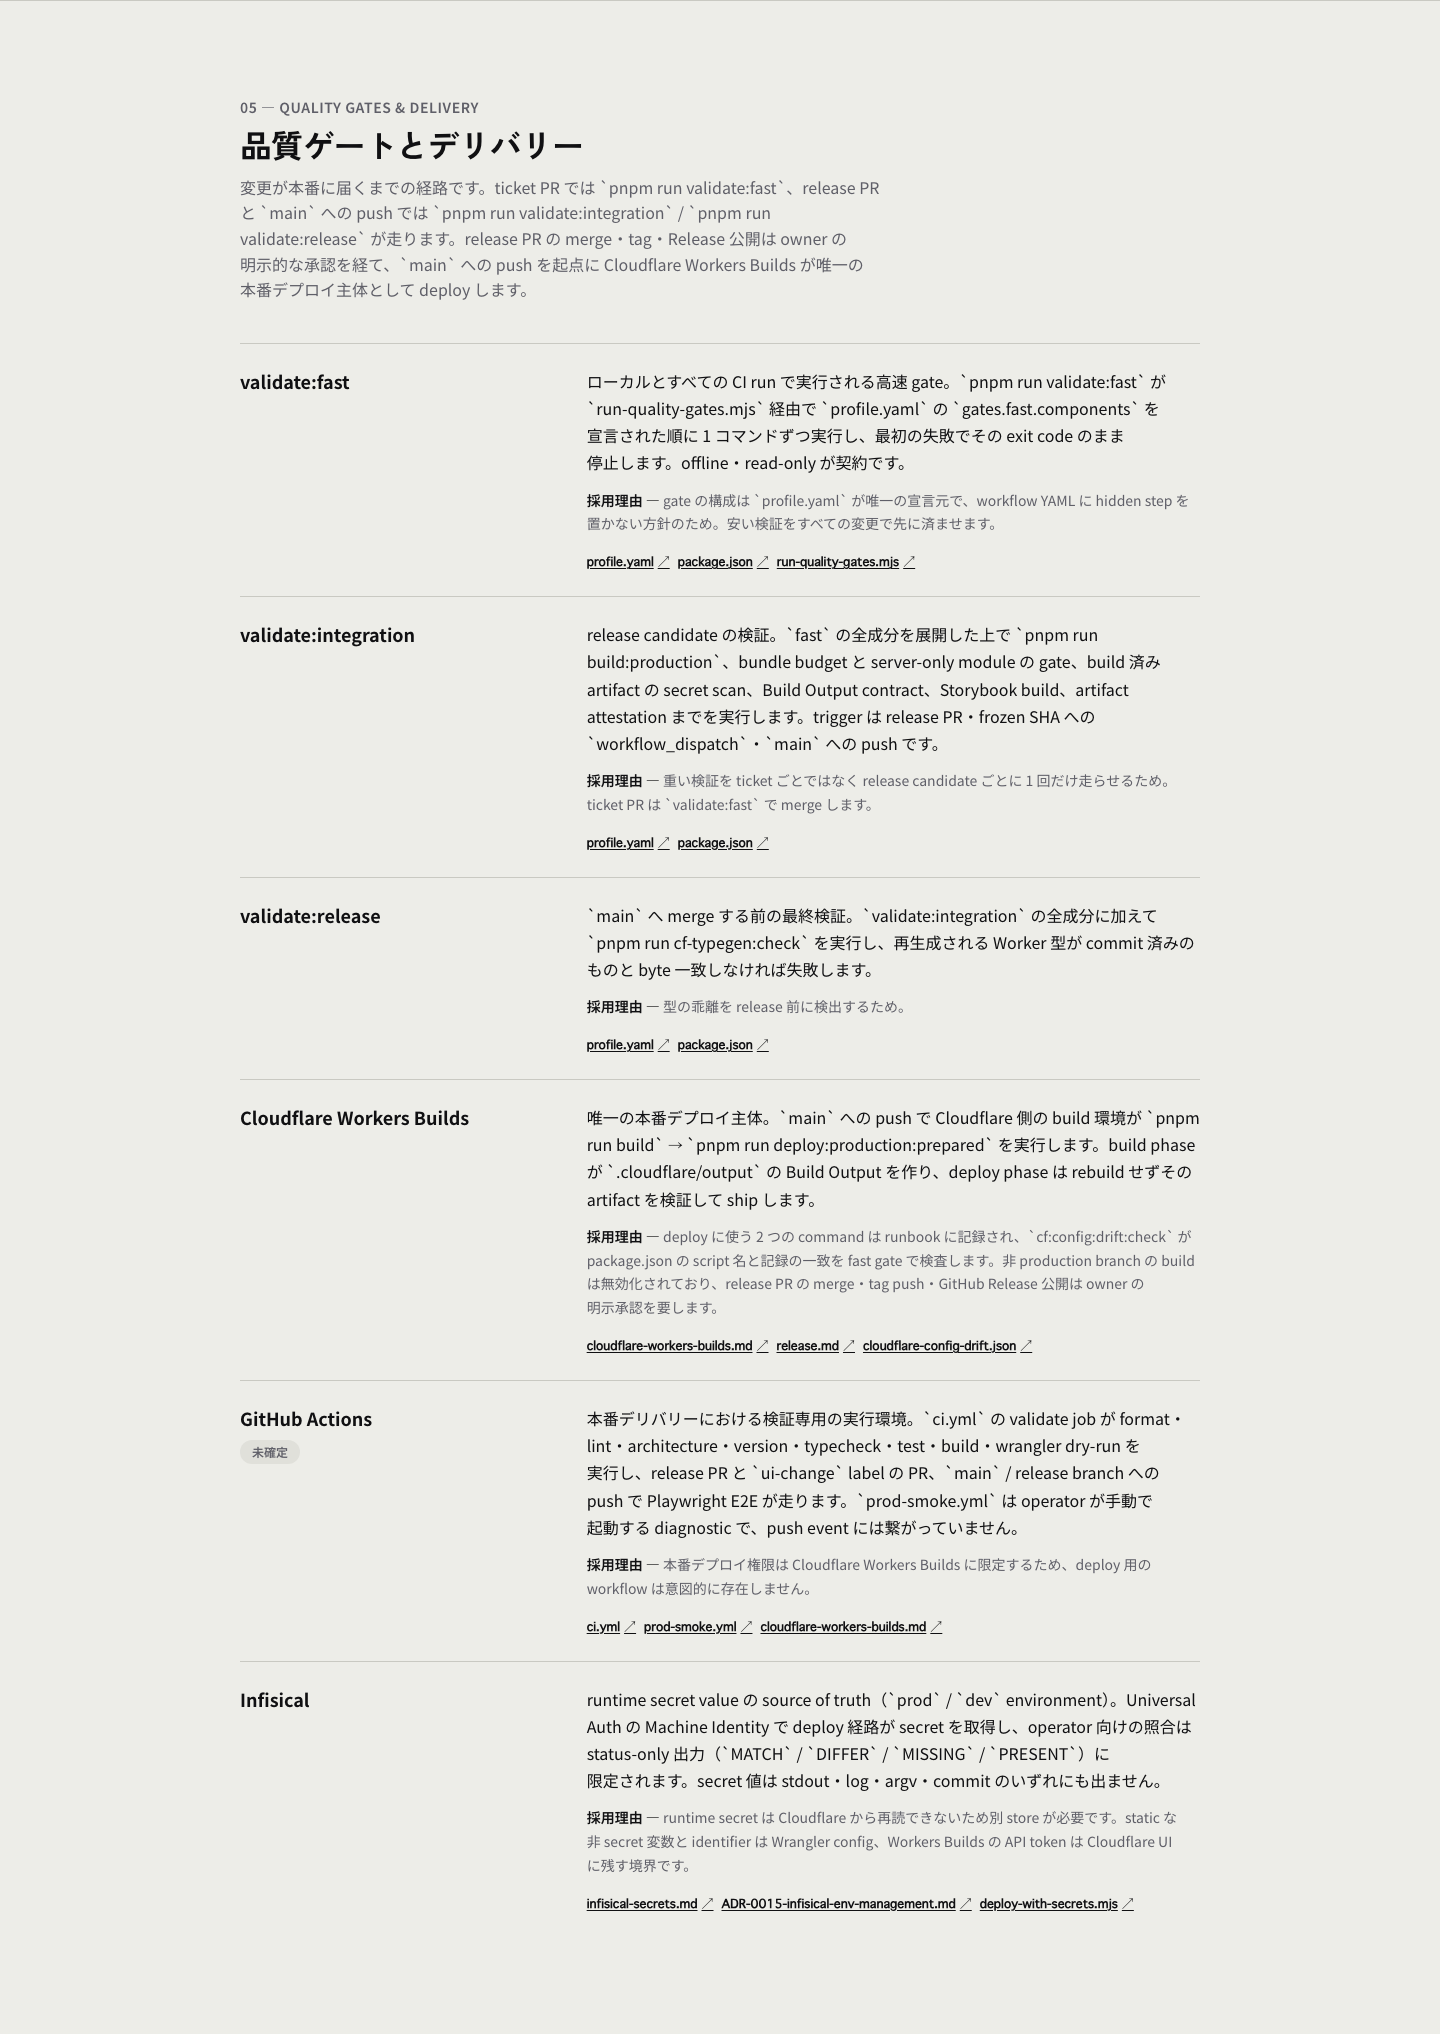 05 — QUALITY GATES & DELIVERY
品質ゲートとデリバリー
変更が本番に届くまでの経路です。ticket PR では `pnpm run validate:fast`、release PR
と `main` への push では `pnpm run validate:integration` / `pnpm run
validate:release` が走ります。release PR の merge・tag・Release 公開は owner の
明示的な承認を経て、`main` への push を起点に Cloudflare Workers Builds が唯一の
本番デプロイ主体として deploy します。
validate:fast
ローカルとすべての CI run で実行される高速 gate。`pnpm run validate:fast` が
`run-quality-gates.mjs` 経由で `profile.yaml` の `gates.fast.components` を
宣言された順に 1 コマンドずつ実行し、最初の失敗でその exit code のまま
停止します。offline・read-only が契約です。
採用理由 — gate の構成は `profile.yaml` が唯一の宣言元で、workflow YAML に hidden step を
置かない方針のため。安い検証をすべての変更で先に済ませます。
profile.yaml ↗ package.json ↗ run-quality-gates.mjs ↗
validate:integration
release candidate の検証。`fast` の全成分を展開した上で `pnpm run
build:production`、bundle budget と server-only module の gate、build 済み
artifact の secret scan、Build Output contract、Storybook build、artifact
attestation までを実行します。trigger は release PR・frozen SHA への
`workflow_dispatch`・`main` への push です。
採用理由 — 重い検証を ticket ごとではなく release candidate ごとに 1 回だけ走らせるため。
ticket PR は `validate:fast` で merge します。
profile.yaml ↗ package.json ↗
validate:release
`main` へ merge する前の最終検証。`validate:integration` の全成分に加えて
`pnpm run cf-typegen:check` を実行し、再生成される Worker 型が commit 済みの
ものと byte 一致しなければ失敗します。
採用理由 — 型の乖離を release 前に検出するため。
profile.yaml ↗ package.json ↗
Cloudflare Workers Builds
唯一の本番デプロイ主体。`main` への push で Cloudflare 側の build 環境が `pnpm
run build` → `pnpm run deploy:production:prepared` を実行します。build phase
が `.cloudflare/output` の Build Output を作り、deploy phase は rebuild せずその
artifact を検証して ship します。
採用理由 — deploy に使う 2 つの command は runbook に記録され、`cf:config:drift:check` が
package.json の script 名と記録の一致を fast gate で検査します。非 production branch の build
は無効化されており、release PR の merge・tag push・GitHub Release 公開は owner の
明示承認を要します。
cloudflare-workers-builds.md ↗ release.md ↗ cloudflare-config-drift.json ↗
GitHub Actions
未確定
本番デリバリーにおける検証専用の実行環境。`ci.yml` の validate job が format・
lint・architecture・version・typecheck・test・build・wrangler dry-run を
実行し、release PR と `ui-change` label の PR、`main` / release branch への
push で Playwright E2E が走ります。`prod-smoke.yml` は operator が手動で
起動する diagnostic で、push event には繋がっていません。
採用理由 — 本番デプロイ権限は Cloudflare Workers Builds に限定するため、deploy 用の
workflow は意図的に存在しません。
ci.yml ↗ prod-smoke.yml ↗ cloudflare-workers-builds.md ↗
Infisical
runtime secret value の source of truth（`prod` / `dev` environment）。Universal
Auth の Machine Identity で deploy 経路が secret を取得し、operator 向けの照合は
status-only 出力（`MATCH` / `DIFFER` / `MISSING` / `PRESENT`）に
限定されます。secret 値は stdout・log・argv・commit のいずれにも出ません。
採用理由 — runtime secret は Cloudflare から再読できないため別 store が必要です。static な
非 secret 変数と identifier は Wrangler config、Workers Builds の API token は Cloudflare UI
に残す境界です。
infisical-secrets.md ↗ ADR-0015-infisical-env-management.md ↗ deploy-with-secrets.mjs ↗